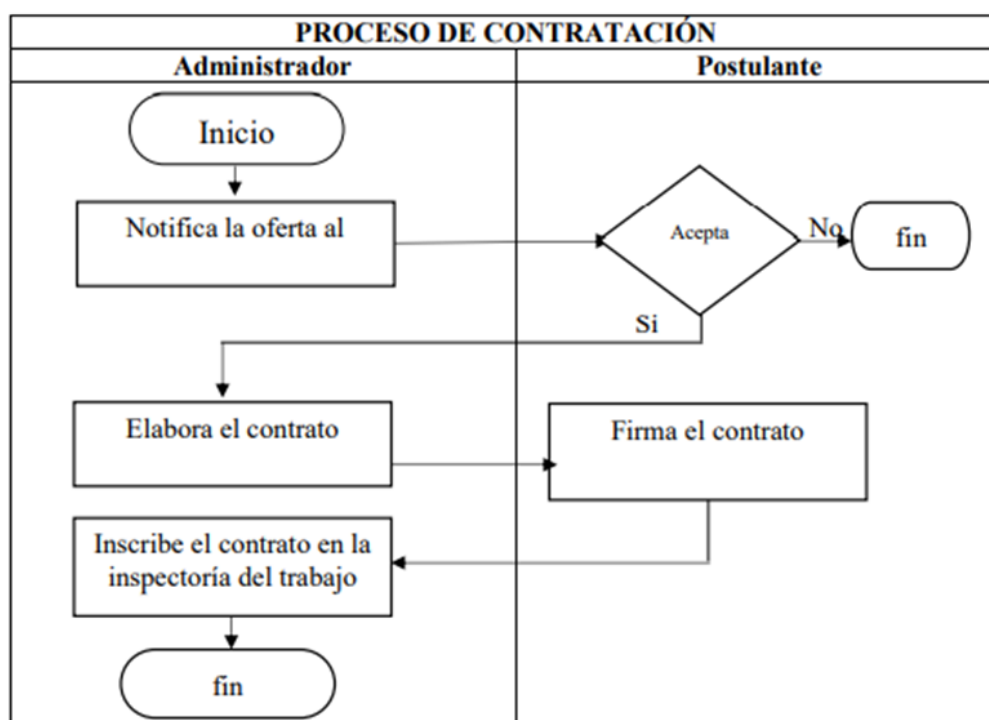 PROCESO DE CONTRATACIÓN
Administrador
Postulante
Inicio
Notifica la oferta al
Acepta
No
fin
Si
Elabora el contrato
Firma el contrato
Inscribe el contrato en la
inspectoría del trabajo
fin